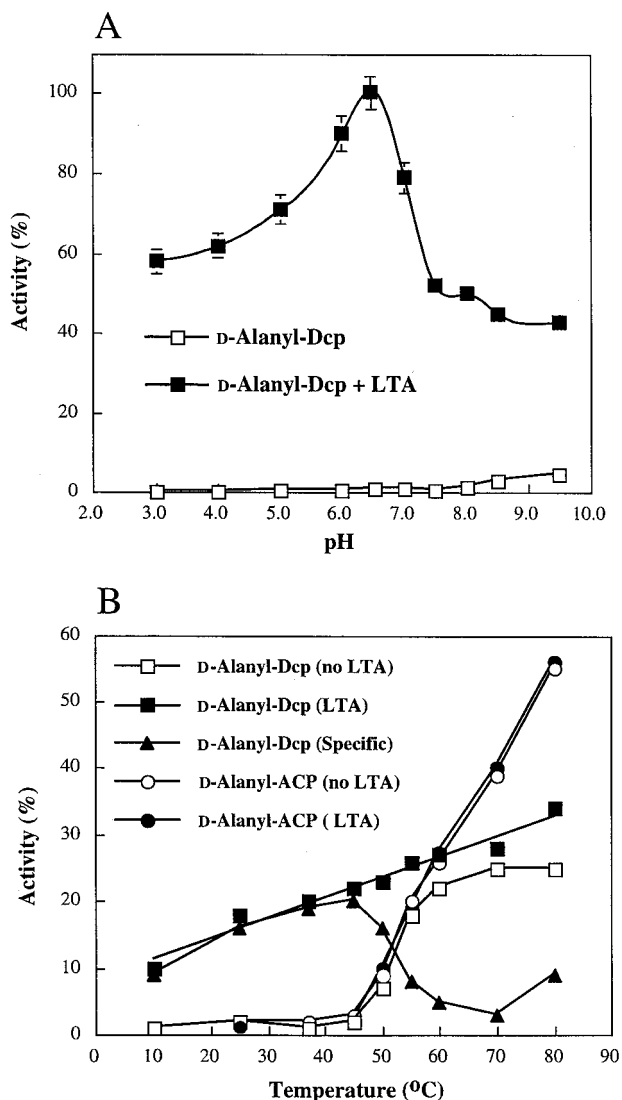 A
100
80
60
40
20
0
Activity (%)
D-Alanyl-Dcp
D-Alanyl-Dcp + LTA
2.0 3.0 4.0 5.0 6.0 7.0 8.0 9.0 10.0
pH
B
60
50
40
30
20
10
0
Activity (%)
D-Alanyl-Dcp (no LTA)
D-Alanyl-Dcp (LTA)
D-Alanyl-Dcp (Specific)
D-Alanyl-ACP (no LTA)
D-Alanyl-ACP ( LTA)
0 10 20 30 40 50 60 70 80 90
Temperature (ºC)